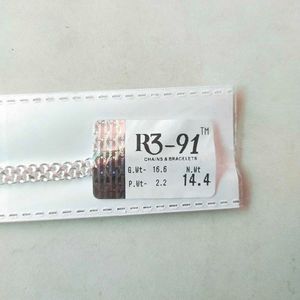 R3-91™
CHAINS & BRACELETS
G.Wt- 16.6 N.Wt
P.Wt- 2.2 14.4